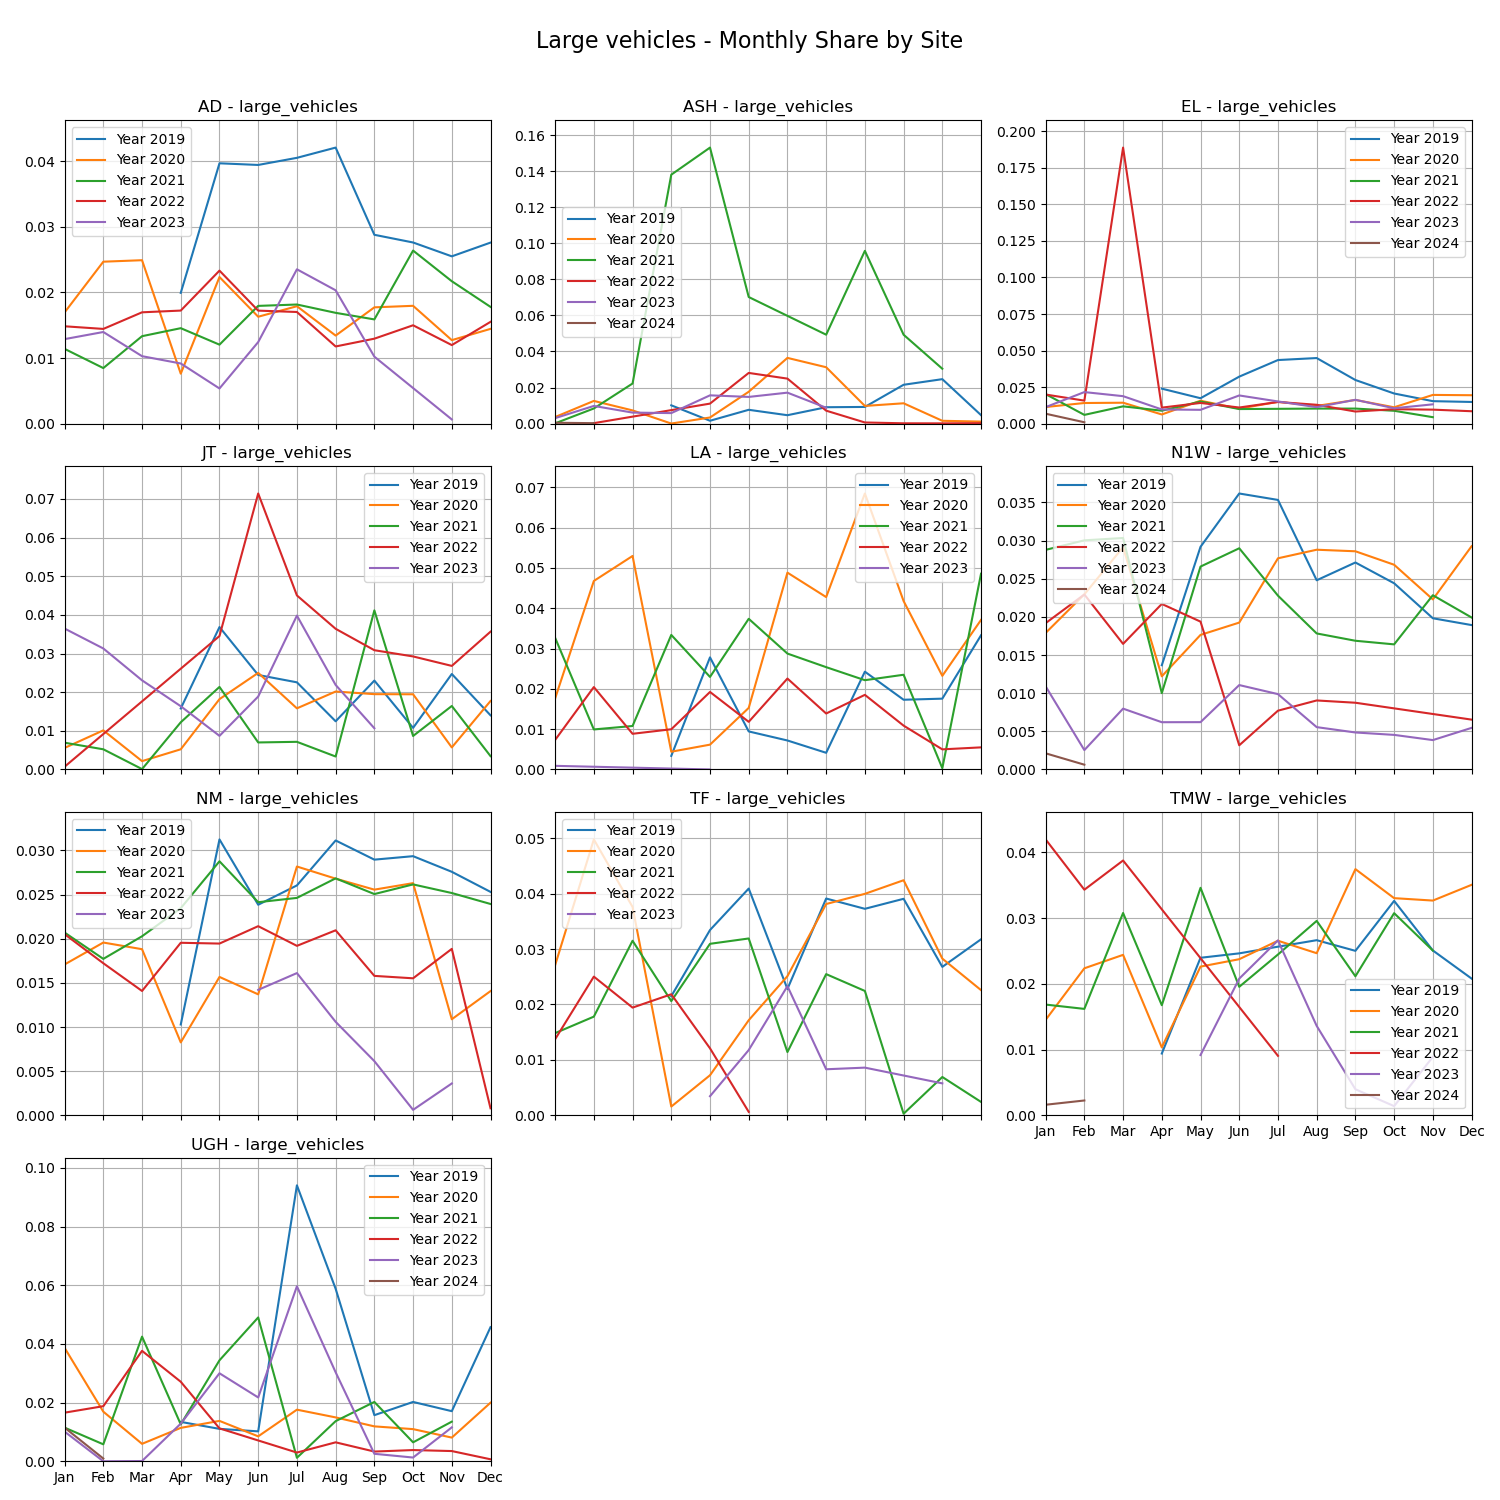 Large vehicles - Monthly Share by Site
AD - large_vehicles
0.04
0.03
0.02
0.01
0.00
Year 2019
Year 2020
Year 2021
Year 2022
Year 2023
ASH - large_vehicles
0.16
0.14
0.12
0.10
0.08
0.06
0.04
0.02
0.00
Year 2019
Year 2020
Year 2021
Year 2022
Year 2023
Year 2024
EL - large_vehicles
0.200
0.175
0.150
0.125
0.100
0.075
0.050
0.025
0.000
Year 2019
Year 2020
Year 2021
Year 2022
Year 2023
Year 2024
JT - large_vehicles
0.07
0.06
0.05
0.04
0.03
0.02
0.01
0.00
Year 2019
Year 2020
Year 2021
Year 2022
Year 2023
LA - large_vehicles
0.07
0.06
0.05
0.04
0.03
0.02
0.01
0.00
Year 2019
Year 2020
Year 2021
Year 2022
Year 2023
N1W - large_vehicles
0.035
0.030
0.025
0.020
0.015
0.010
0.005
0.000
Year 2019
Year 2020
Year 2021
Year 2022
Year 2023
Year 2024
NM - large_vehicles
0.030
0.025
0.020
0.015
0.010
0.005
0.000
Year 2019
Year 2020
Year 2021
Year 2022
Year 2023
TF - large_vehicles
0.05
0.04
0.03
0.02
0.01
0.00
Year 2019
Year 2020
Year 2021
Year 2022
Year 2023
TMW - large_vehicles
0.04
0.03
0.02
0.01
0.00
Year 2019
Year 2020
Year 2021
Year 2022
Year 2023
Year 2024
Jan Feb Mar Apr May Jun Jul Aug Sep Oct Nov Dec
UGH - large_vehicles
0.10
0.08
0.06
0.04
0.02
0.00
Year 2019
Year 2020
Year 2021
Year 2022
Year 2023
Year 2024
Jan Feb Mar Apr May Jun Jul Aug Sep Oct Nov Dec